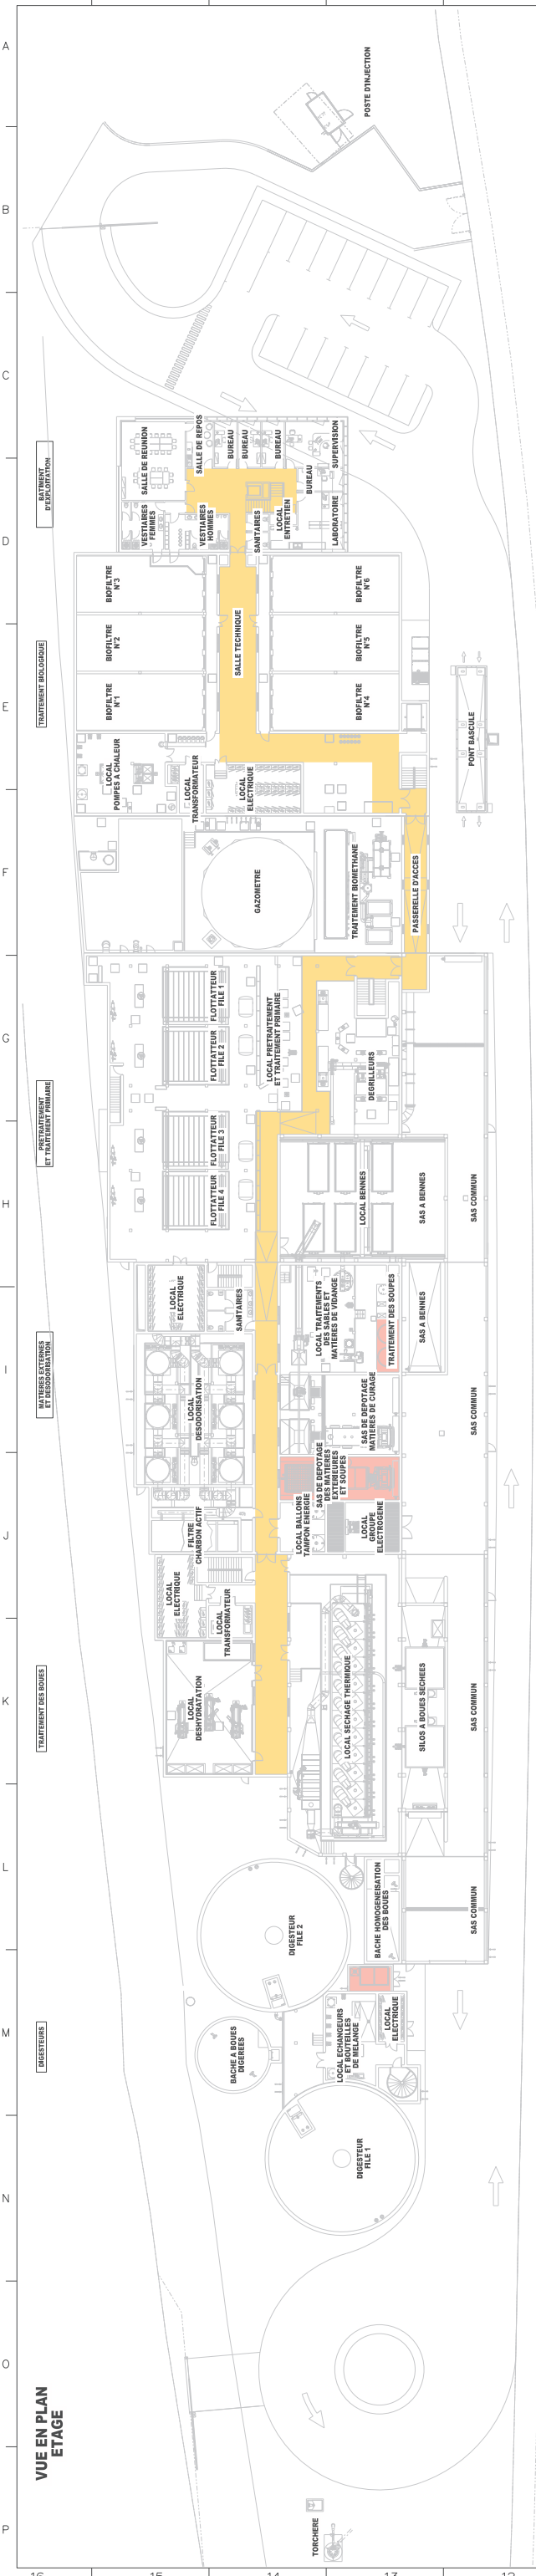 A
POSTE D'INJECTION
B
C
BATIMENT
D'EXPLOITATION
SALLE DE REUNION
SALLE DE REPOS
BUREAU
BUREAU
BUREAU
SUPERVISION
BUREAU
D
VESTIAIRES
FEMMES
VESTIAIRES
HOMMES
SANITAIRES
LOCAL
ENTRETIEN
LABORATOIRE
BIOFILTRE
N°3
BIOFILTRE
N°6
TRAITEMENT BIOLOGIQUE
BIOFILTRE
N°2
SALLE TECHNIQUE
BIOFILTRE
N°5
E
BIOFILTRE
N°1
BIOFILTRE
N°4
PONT BASCULE
LOCAL
POMPES A CHALEUR
LOCAL
TRANSFORMATEUR
LOCAL
ELECTRIQUE
F
GAZOMETRE
TRAITEMENT BIOMETHANE
PASSERELLE D'ACCES
G
FLOTTATTEUR
FILE 1
FLOTTATTEUR
FILE 2
LOCAL PRETRAITEMENT
ET TRAITEMENT PRIMAIRE
DEGRILLEURS
PRETRAITEMENT
ET TRAITEMENT PRIMAIRE
FLOTTATTEUR
FILE 3
H
FLOTTATTEUR
FILE 4
LOCAL BENNES
SAS A BENNES
SAS COMMUN
LOCAL
ELECTRIQUE
SANITAIRES
LOCAL TRAITEMENTS
DES SABLES ET
MATIERES DE VIDANGE
TRAITEMENT DES SOUPES
SAS A BENNES
I
MATIERES EXTERNES
ET DESODORISATION
LOCAL
DESODORISATION
SAS DE DEPOTAGE
MATIERES DE CURAGE
SAS COMMUN
SAS DE DEPOTAGE
DES MATIERES
EXTERIEURES
ET SOUPES
J
FILTRE
CHARBON ACTIF
LOCAL BALLONS
TAMPON ENERGIE
LOCAL
GROUPE
ELECTROGENE
LOCAL
ELECTRIQUE
LOCAL
TRANSFORMATEUR
K
TRAITEMENT DES BOUES
LOCAL
DESHYDRATATION
LOCAL SECHAGE THERMIQUE
SILOS A BOUES SECHEES
SAS COMMUN
L
DIGESTEUR
FILE 2
BACHE HOMOGENEISATION
DES BOUES
SAS COMMUN
M
DIGESTEURS
BACHE A BOUES
DIGEREES
LOCAL ECHANGEURS
ET BOUTEILLES
DE MELANGE
LOCAL
ELECTRIQUE
N
DIGESTEUR
FILE 1
O
VUE EN PLAN
ETAGE
P
TORCHERE